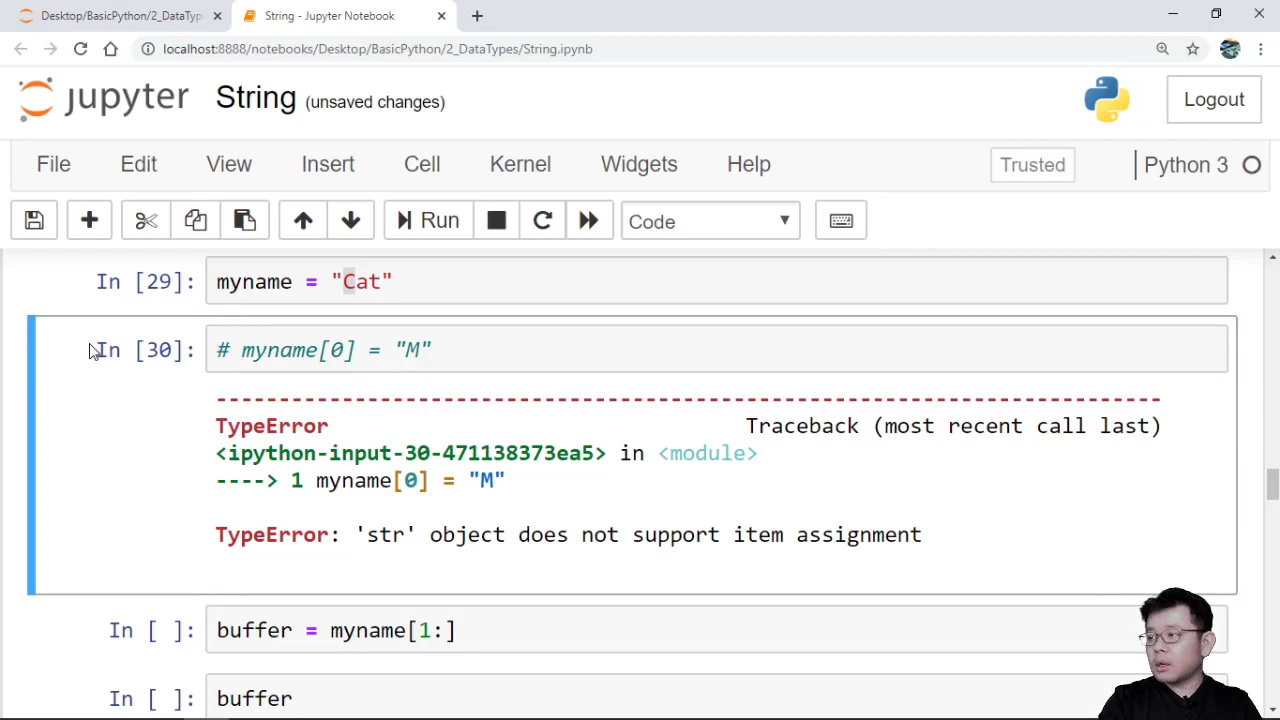 Desktop/BasicPython/2_DataTyp
String - Jupyter Notebook
localhost:8888/notebooks/Desktop/BasicPython/2_DataTypes/String.ipynb
jupyter String (unsaved changes)
Logout
File Edit View Insert Cell Kernel Widgets Help Trusted Python 3
Run Code
In [29]: myname = "Cat"
In [30]: # myname[0] = "M"
---------------------------------------------------------------------------
TypeError Traceback (most recent call last)
<ipython-input-30-471138373ea5> in <module>
----> 1 myname[0] = "M"
TypeError: 'str' object does not support item assignment
In [ ]: buffer = myname[1:]
In [ ]: buffer